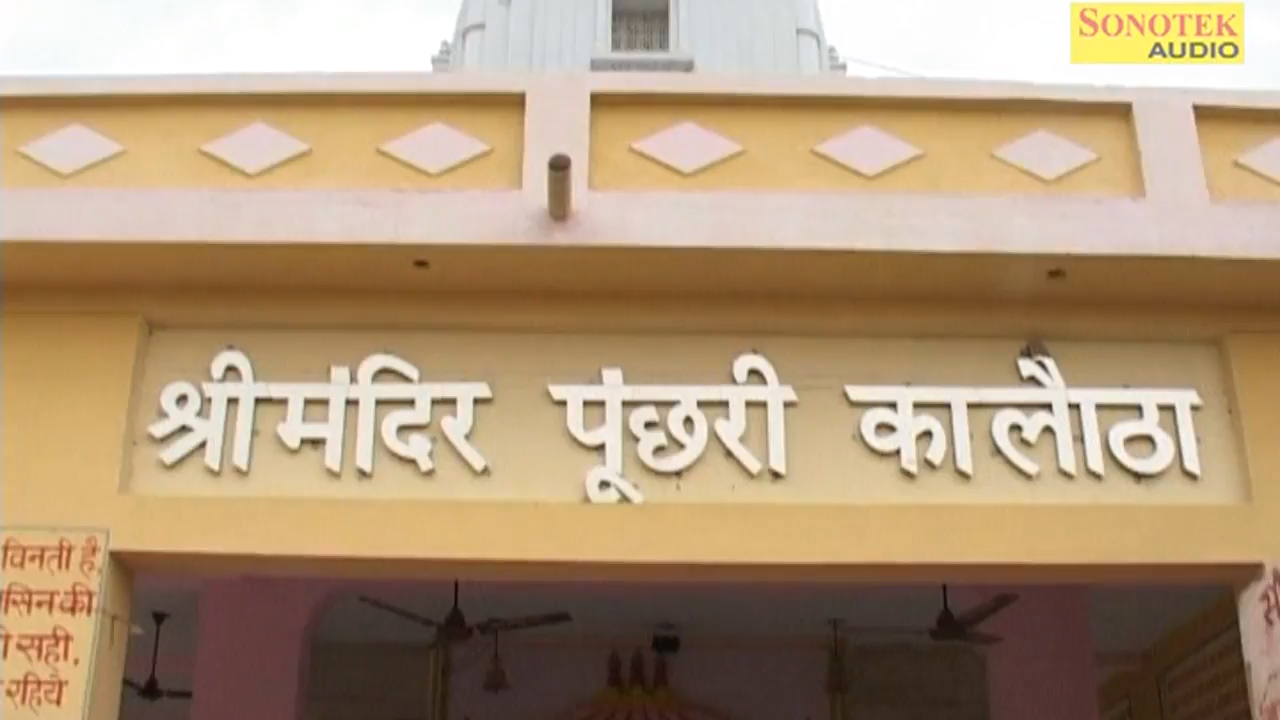 SONOTEK
AUDIO
श्री मंदिर पूंछरी का लौठा
विनती है
सिन की
सही.
रहिये